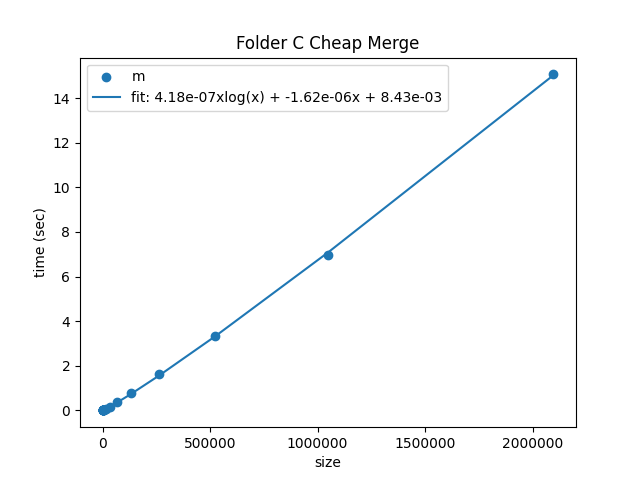 Folder C Cheap Merge
m
fit: 4.18e-07xlog(x) + -1.62e-06x + 8.43e-03
time (sec)
14
12
10
8
6
4
2
0
0 500000 1000000 1500000 2000000
size